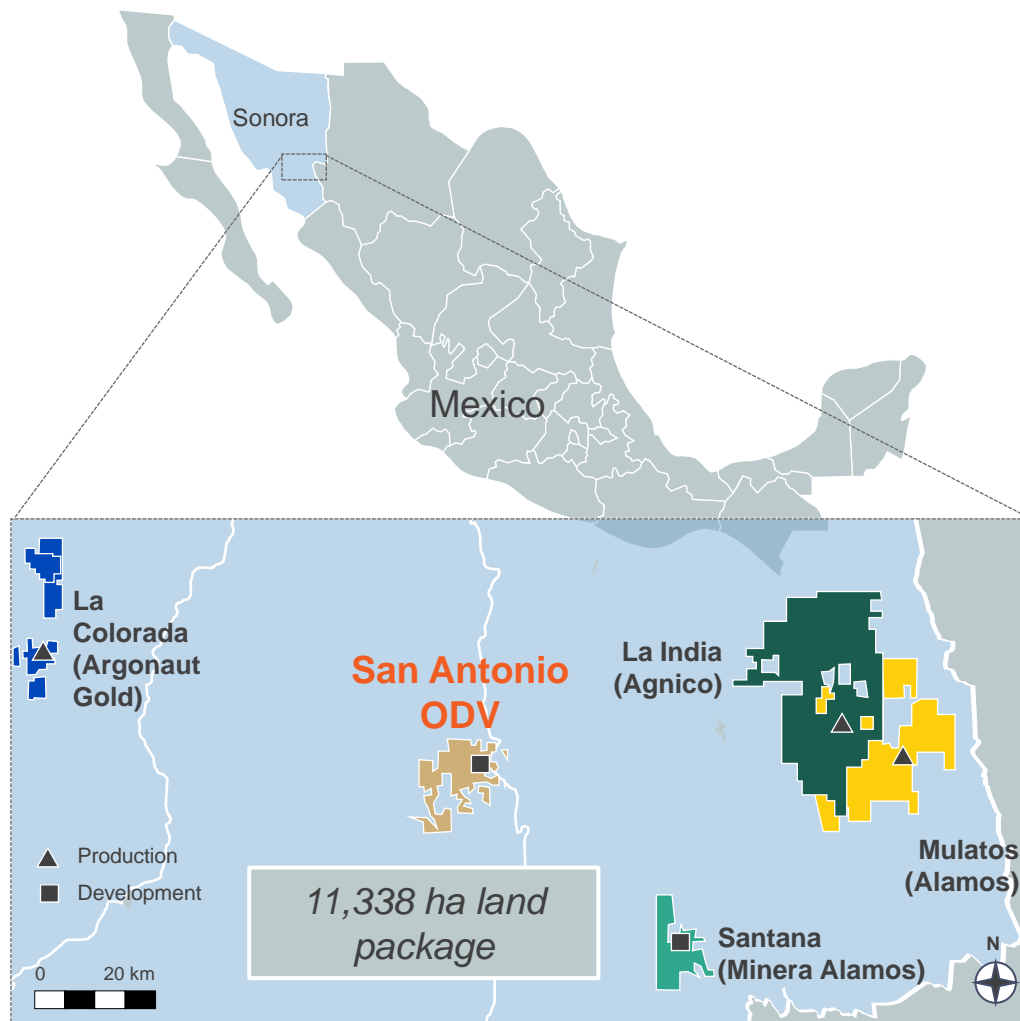 Sonora
Mexico
La
Colorada
(Argonaut
Gold)
San Antonio
ODV
La India
(Agnico)
Mulatos
(Alamos)
Production
Development
11,338 ha land
package
Santana
(Minera Alamos)
N
0 20 km